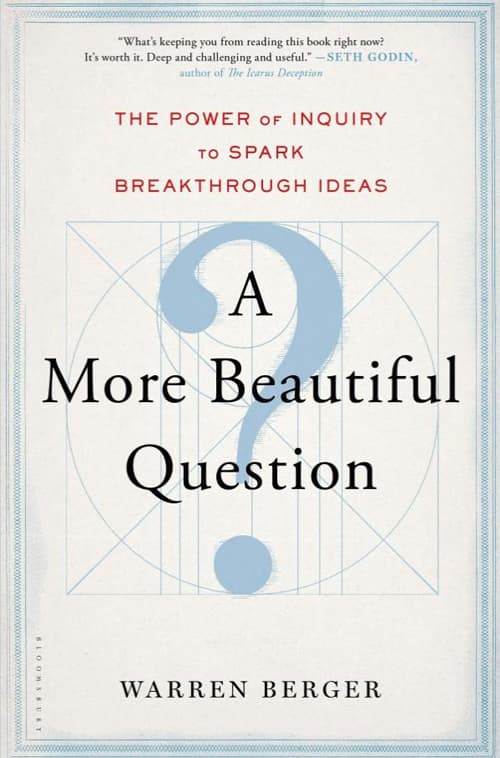 “What’s keeping you from reading this book right now?
It’s worth it. Deep and challenging and useful.” —SETH GODIN,
author of The Icarus Deception
THE POWER OF INQUIRY
TO SPARK
BREAKTHROUGH IDEAS
?
A
More Beautiful
Question
WARREN BERGER
BLOOMSBURY